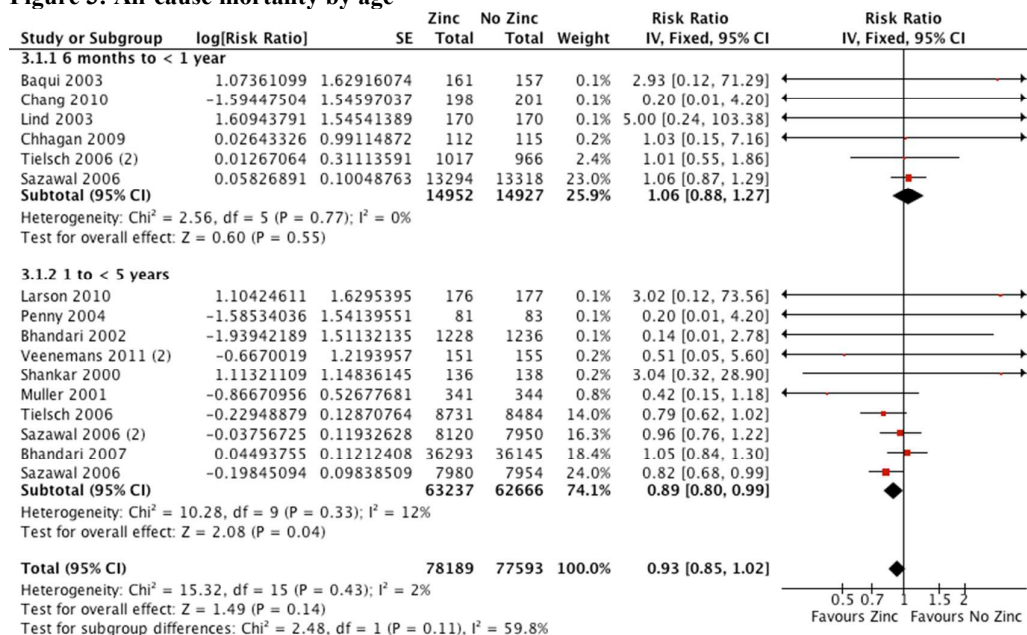 Figure 3: All-cause mortality by age
Zinc No Zinc Risk Ratio Risk Ratio
Study or Subgroup log[Risk Ratio] SE Total Total Weight IV, Fixed, 95% CI IV, Fixed, 95% CI
3.1.1 6 months to < 1 year
Baqui 2003 1.07361099 1.62916074 161 157 0.1% 2.93 [0.12, 71.29]
Chang 2010 -1.59447504 1.54597037 198 201 0.1% 0.20 [0.01, 4.20]
Lind 2003 1.60943791 1.54541389 170 170 0.1% 5.00 [0.24, 103.38]
Chhagan 2009 0.02643326 0.99114872 112 115 0.2% 1.03 [0.15, 7.16]
Tielsch 2006 (2) 0.01267064 0.31113591 1017 966 2.4% 1.01 [0.55, 1.86]
Sazawal 2006 0.05826891 0.10048763 13294 13318 23.0% 1.06 [0.87, 1.29]
Subtotal (95% CI) 14952 14927 25.9% 1.06 [0.88, 1.27]
Heterogeneity: Chi² = 2.56, df = 5 (P = 0.77); I² = 0%
Test for overall effect: Z = 0.60 (P = 0.55)
3.1.2 1 to < 5 years
Larson 2010 1.10424611 1.6295395 176 177 0.1% 3.02 [0.12, 73.56]
Penny 2004 -1.58534036 1.54139551 81 83 0.1% 0.20 [0.01, 4.20]
Bhandari 2002 -1.93942189 1.51132135 1228 1236 0.1% 0.14 [0.01, 2.78]
Veenemans 2011 (2) -0.6670019 1.2193957 151 155 0.2% 0.51 [0.05, 5.60]
Shankar 2000 1.11321109 1.14836145 136 138 0.2% 3.04 [0.32, 28.90]
Muller 2001 -0.86670956 0.52677681 341 344 0.8% 0.42 [0.15, 1.18]
Tielsch 2006 -0.22948879 0.12870764 8731 8484 14.0% 0.79 [0.62, 1.02]
Sazawal 2006 (2) -0.03756725 0.11932628 8120 7950 16.3% 0.96 [0.76, 1.22]
Bhandari 2007 0.04493755 0.11212408 36293 36145 18.4% 1.05 [0.84, 1.30]
Sazawal 2006 -0.19845094 0.09838509 7980 7954 24.0% 0.82 [0.68, 0.99]
Subtotal (95% CI) 63237 62666 74.1% 0.89 [0.80, 0.99]
Heterogeneity: Chi² = 10.28, df = 9 (P = 0.33); I² = 12%
Test for overall effect: Z = 2.08 (P = 0.04)
Total (95% CI) 78189 77593 100.0% 0.93 [0.85, 1.02]
Heterogeneity: Chi² = 15.32, df = 15 (P = 0.43); I² = 2%
Test for overall effect: Z = 1.49 (P = 0.14)
Test for subgroup differences: Chi² = 2.48, df = 1 (P = 0.11), I² = 59.8%
0.5 0.7 1 1.5 2
Favours Zinc Favours No Zinc